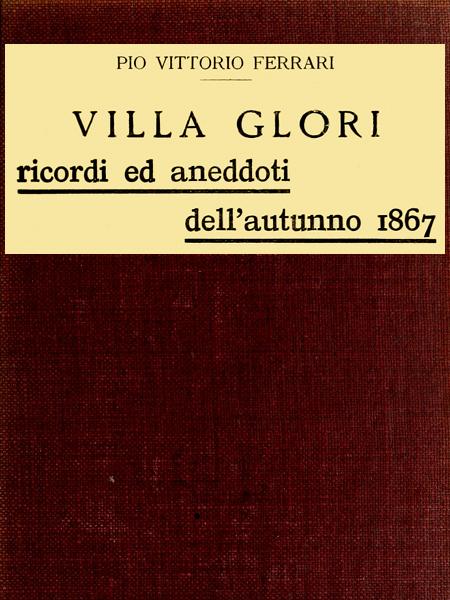 PIO VITTORIO FERRARI
VILLA GLORI
ricordi ed aneddoti
dell'autunno 1867